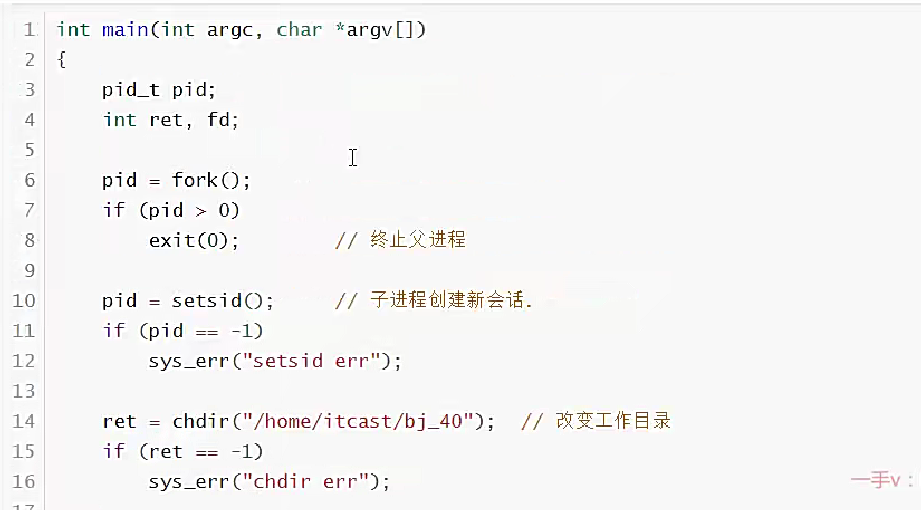 1 int main(int argc, char *argv[])
2 {
3     pid_t pid;
4     int ret, fd;
5
6     pid = fork();
7     if (pid > 0)
8         exit(0);        // 终止父进程
9
10     pid = setsid();     // 子进程创建新会话.
11     if (pid == -1)
12         sys_err("setsid err");
13
14     ret = chdir("/home/itcast/bj_40");  // 改变工作目录
15     if (ret == -1)
16         sys_err("chdir err");
一手v：
17